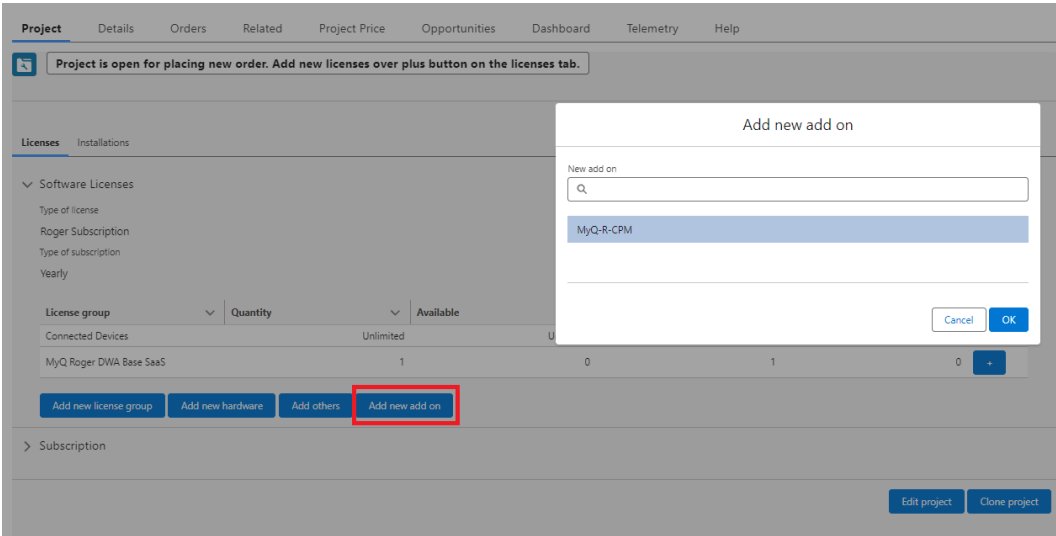 Project Details Orders Related Project Price Opportunities Dashboard Telemetry Help
Project is open for placing new order. Add new licenses over plus button on the licenses tab.
Add new add on
Licenses Installations
New add on
Software Licenses
Type of license
MyQ-R-CPM
Roger Subscription
Type of subscription
Yearly
License group Quantity Available
Cancel OK
Connected Devices Unlimited U
MyQ Roger DWA Base SaaS 1 0 1 0 +
Add new license group Add new hardware Add others Add new add on
Subscription
Edit project Clone project